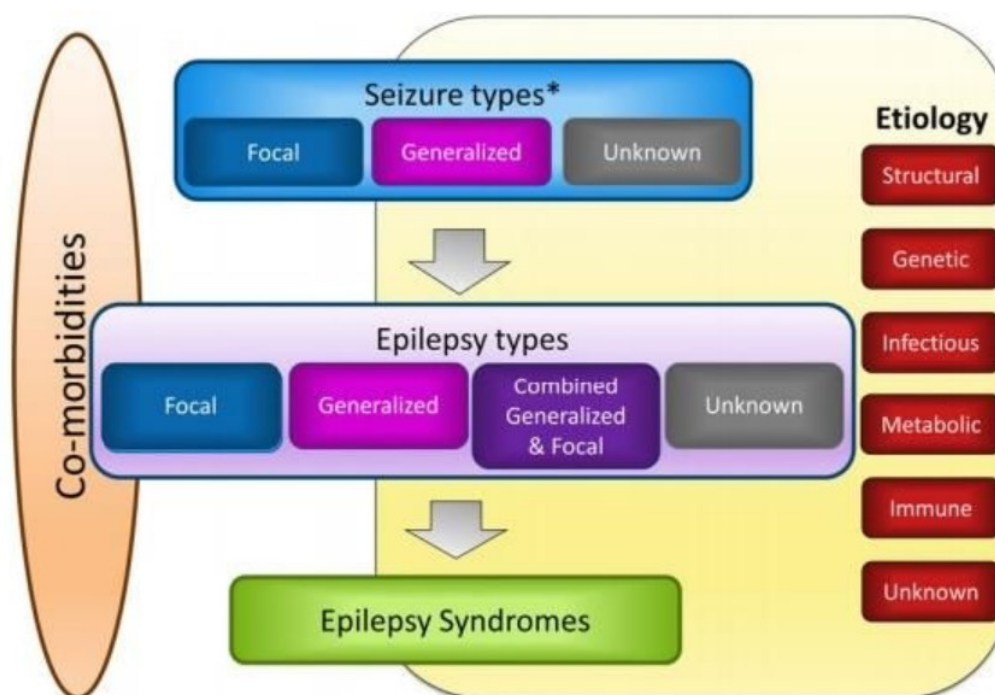 Seizure types*
Focal
Generalized
Unknown
Etiology
Structural
Genetic
Infectious
Metabolic
Immune
Unknown
Co-morbidities
Epilepsy types
Focal
Generalized
Combined
Generalized
& Focal
Unknown
Epilepsy Syndromes